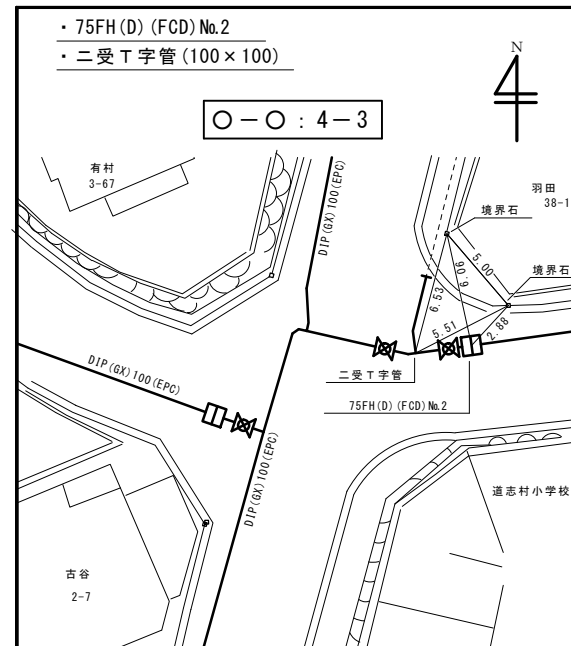 ・75FH(D)(FCD)No.2
・二受T字管(100×100)
○−○：4−3
N
有村
3-67
羽田
38-1
境界石
境界石
DIP(GX)100(EPC)
5.00
6.06
6.53
5.51
2.88
二受T字管
75FH(D)(FCD)No.2
DIP(GX)100(EPC)
DIP(GX)100(EPC)
道志村小学校
古谷
2-7